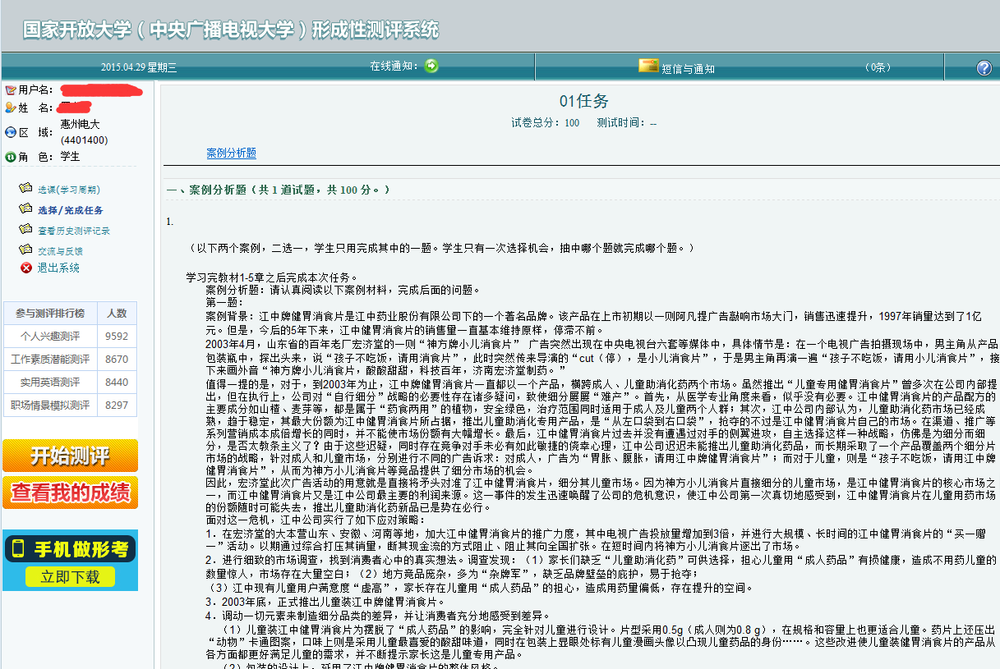 国家开放大学（中央广播电视大学）形成性测评系统
2015.04.29 星期三
在线通知：
短信与通知
（0条）
用户名：
姓 名：
区 域：
惠州电大
(4401400)
角 色：
学生
选课(学习周期)
选择/完成任务
查看历史测评记录
交流与反馈
退出系统
参与测评排行榜 人数
个人兴趣测评 9592
工作素质潜能测评 8670
实用英语测评 8440
职场情景模拟测评 8297
开始测评
查看我的成绩
手机做形考
立即下载
01任务
试卷总分：100 测试时间：--
案例分析题
一、案例分析题（共 1 道试题，共 100 分。）
1.
（以下两个案例，二选一，学生只用完成其中的一题。学生只有一次选择机会，抽中哪个题就完成哪个题。）
学习完教材1-5章之后完成本次任务。
案例分析题：请认真阅读以下案例材料，完成后面的问题。
第一题：
案例背景：江中牌健胃消食片是江中药业股份有限公司下的一个著名品牌。该产品在上市初期以一则阿凡提广告敲响市场大门，销售迅速提升，1997年销量达到了1亿
元。但是，今后的5年下来，江中健胃消食片的销售量一直基本维持原样，停滞不前。
2003年4月，山东省的百年老厂宏济堂的一则“神方牌小儿消食片” 广告突然出现在中央电视台六套等媒体中，具体情节是：在一个电视广告拍摄现场中，男主角从产品
包装瓶中，探出头来，说“孩子不吃饭，请用消食片”，此时突然传来导演的“cut（停），是小儿消食片”，于是男主角再演一遍“孩子不吃饭，请用小儿消食片”，接
下来画外音“神方牌小儿消食片，酸酸甜甜，科技百年，济南宏济堂制药。”
值得一提的是，对于，到2003年为止，江中牌健胃消食片一直都以一个产品，横跨成人、儿童助消化药两个市场。虽然推出“儿童专用健胃消食片”曾多次在公司内部提
出，但在执行上，公司对“自行细分”战略的必要性存在诸多疑问，致使细分屡屡“难产”。首先，从医学专业角度来看，似乎没有必要。江中健胃消食片的产品配方的
主要成分如山楂、麦芽等，都是属于“药食两用”的植物，安全绿色，治疗范围同时适用于成人及儿童两个人群；其次，江中公司内部认为，儿童助消化药市场已经成
熟，趋于稳定，其最大份额为江中健胃消食片所占据，推出儿童助消化专用产品，是“从左口袋到右口袋”，抢夺的不过是江中健胃消食片自己的市场。在渠道、推广等
系列营销成本成倍增长的同时，并不能使市场份额有大幅增长。最后，江中健胃消食片过去并没有遭遇过对手的侧翼进攻，自主选择这样一种战略，仿佛是为细分而细
分，是否太教条主义了？由于这些迟疑，同时存在竞争对手未必有如此敏捷的侥幸心理，江中公司迟迟未能推出儿童助消化药品，而长期采取了一个产品覆盖两个细分片
市场的战略，针对成人和儿童市场，分别进行不同的广告诉求：对成人，广告为“胃胀、腹胀，请用江中牌健胃消食片 ”；而对于儿童，则是“孩子不吃饭，请用江中牌
健胃消食片”，从而为神方小儿消食片等竞品提供了细分市场的机会。
因此，宏济堂此次广告活动的用意就是直接将矛头对准了江中健胃消食片，细分其儿童市场。因为神方小儿消食片直接细分的儿童市场，是江中健胃消食片的核心市场之
一，而江中健胃消食片又是江中公司最主要的利润来源。这一事件的发生迅速唤醒了公司的危机意识，使江中公司第一次真切地感受到，江中健胃消食片在儿童用药市场
的份额随时可能失去，推出儿童助消化药新品已是势在必行。
面对这一危机，江中公司实行了如下应对策略：
1．在宏济堂的大本营山东、安徽、河南等地，加大江中健胃消食片的推广力度，其中电视广告投放量增加到3倍，并进行大规模、长时间的江中健胃消食片的“买一赠
一”活动。以期通过综合打压其销量，断其现金流的方式阻止、阻止其向全国扩张。在短时间内将神方小儿消食片逐出了市场。
2．进行细致的市场调查，找到消费者心中的真实想法。调查发现：（1）家长们缺乏“儿童助消化药”可供选择，担心儿童用“成人药品”有损健康，造成不用药儿童的
数量惊人，市场存在大量空白；（2）地方竞品庞杂，多为“杂牌军”，缺乏品牌壁垒的庇护，易于抢夺；
（3）江中现有儿童用户满意度“虚高”，家长存在儿童用“成人药品”的担心，造成用药量偏低，存在提升的空间。
3．2003年底，正式推出儿童装江中牌健胃消食片。
4．调动一切元素来制造细分品类的差异，并让消费者充分地感受到差异。
（1）儿童装江中健胃消食片为摆脱了“成人药品”的影响，完全针对儿童进行设计。片型采用0.5g（成人则为0.8 g），在规格和容量上也更适合儿童。药片上还压出
“动物”卡通图案，口味上则是采用儿童最喜爱的酸甜味道，同时在包装上显眼处标有儿童漫画头像以凸现儿童药品的身份……。这些改进使儿童装健胃消食片的产品从
各方面都更好满足儿童的需求，并不断提示家长这是儿童专用产品。
（2）包装的设计上，延用了江中牌健胃消食片的整体风格。